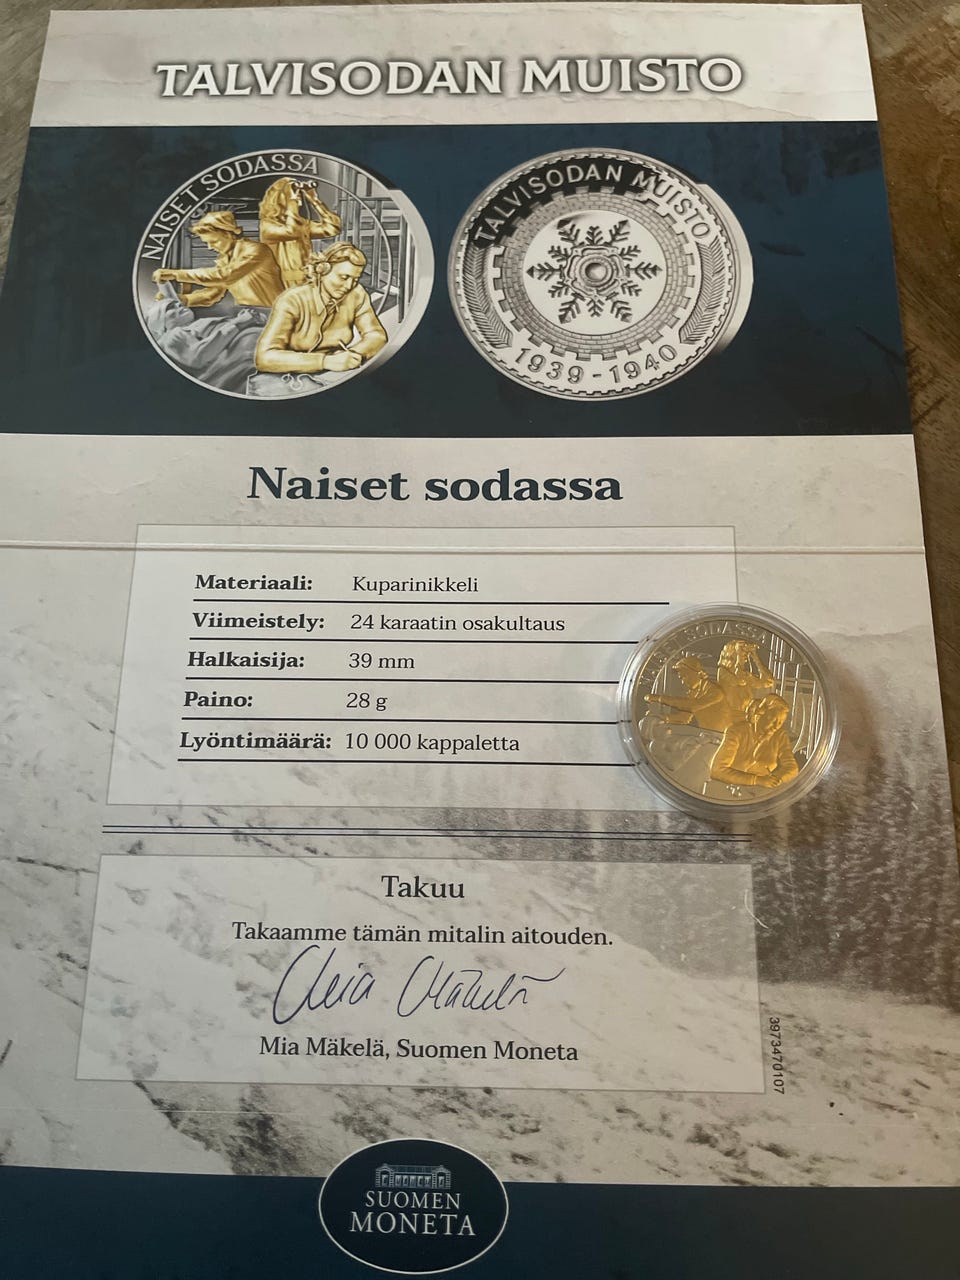 TALVISODAN MUISTO
NAISET SODASSA
TALVISODAN MUISTO
1939-1940
Naiset sodassa
Materiaali: Kuparinikkeli
Viimeistely: 24 karaatin osakultaus
Halkaisija: 39 mm
Paino: 28 g
Lyöntimäärä: 10 000 kappaletta
NAISET SODASSA
Takuu
Takaamme tämän mitalin aitouden.
Mia Mäkelä
Mia Mäkelä, Suomen Moneta
3973470107
SUOMEN
MONETA